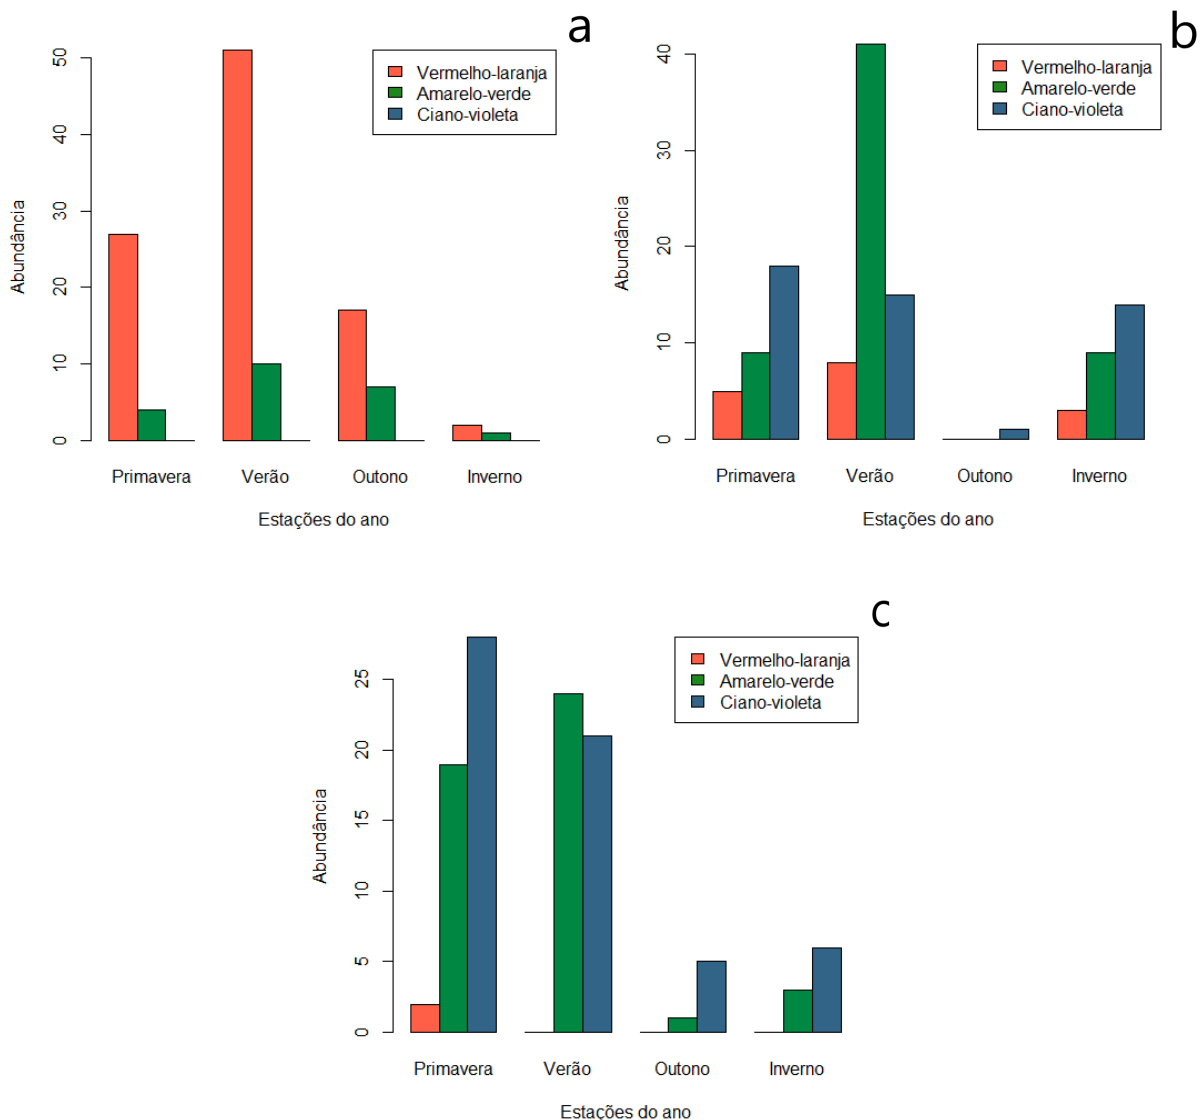 a
Vermelho-laranja
Amarelo-verde
Ciano-violeta
Abundância
50
40
30
20
10
0
Primavera Verão Outono Inverno
Estações do ano
b
Vermelho-laranja
Amarelo-verde
Ciano-violeta
Abundância
40
30
20
10
0
Primavera Verão Outono Inverno
Estações do ano
c
Vermelho-laranja
Amarelo-verde
Ciano-violeta
Abundância
25
20
15
10
5
0
Primavera Verão Outono Inverno
Estações do ano